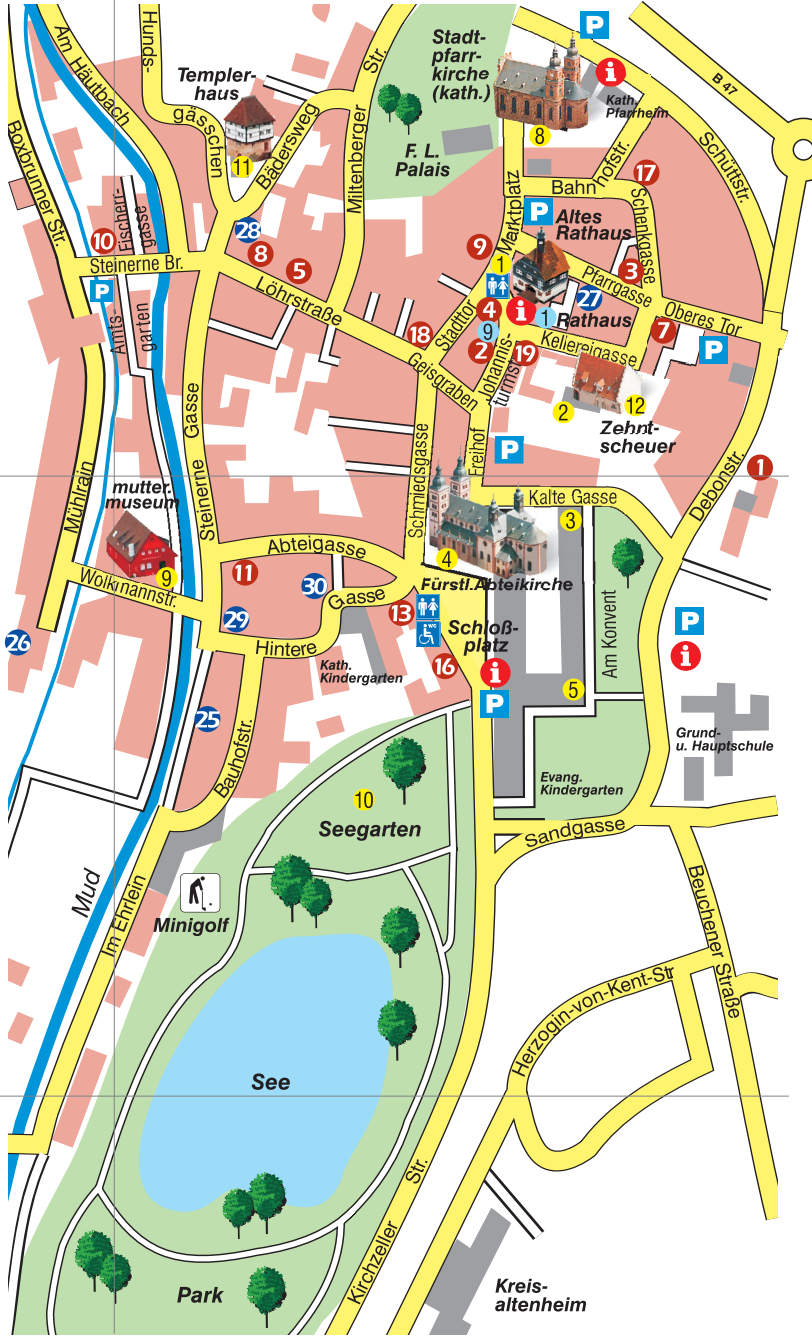 Am Häutbach
Hunds-
gässchen
Templer-
haus
11
Bädersweg
Str.
Miltenberger
Stadt-
pfarr-
kirche
(kath.)
8
P
i
Kath.
Pfarrheim
B 47
Schüttstr.
F. L.
Palais
Boxbrunner Str.
Fischer-
gasse
10
Steinerne Br.
P
Amts-
garten
28
8
5
Löhrstraße
Marktplatz
Bahn
hofstr.
17
Schenkgasse
P
Altes
Rathaus
9
1
3
Pfarrgasse
27
4
i
1
Rathaus
9
2
19
Stadttor
18
Johannis-
turmstr.
Kellereigasse
7
Oberes Tor
P
Geisgraben
2
12
Zehnt-
scheuer
Steinerne
Gasse
Schmiedsgasse
Freihof
P
Debonstr.
1
Mühlrain
mutter.
museum
9
Wolkmannstr.
Abteigasse
11
30
29
Gasse
Hintere
4
Fürstl.Abteikirche
Kalte Gasse
3
Am Konvent
5
26
13
WC
Schloß-
platz
16
i
P
Kath.
Kindergarten
P
i
Grund-
u. Hauptschule
25
Bauhofstr.
10
Seegarten
Evang.
Kindergarten
Sandgasse
Mud
Im Ehrlein
Minigolf
Beuchener Straße
Herzogin-von-Kent-Str
See
Kirchzeller
Str.
Park
Kreis-
altenheim